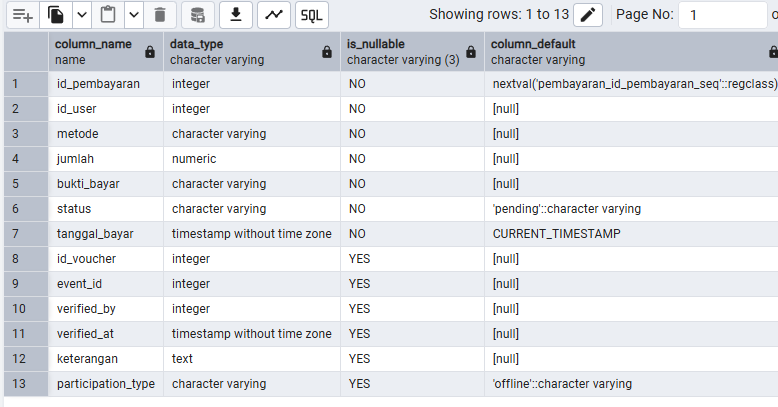 SQL Showing rows: 1 to 13 Page No: 1
column_name data_type is_nullable column_default
name character varying character varying (3) character varying
1 id_pembayaran integer NO nextval('pembayaran_id_pembayaran_seq'::regclass)
2 id_user integer NO [null]
3 metode character varying NO [null]
4 jumlah numeric NO [null]
5 bukti_bayar character varying NO [null]
6 status character varying NO 'pending'::character varying
7 tanggal_bayar timestamp without time zone NO CURRENT_TIMESTAMP
8 id_voucher integer YES [null]
9 event_id integer YES [null]
10 verified_by integer YES [null]
11 verified_at timestamp without time zone YES [null]
12 keterangan text YES [null]
13 participation_type character varying YES 'offline'::character varying